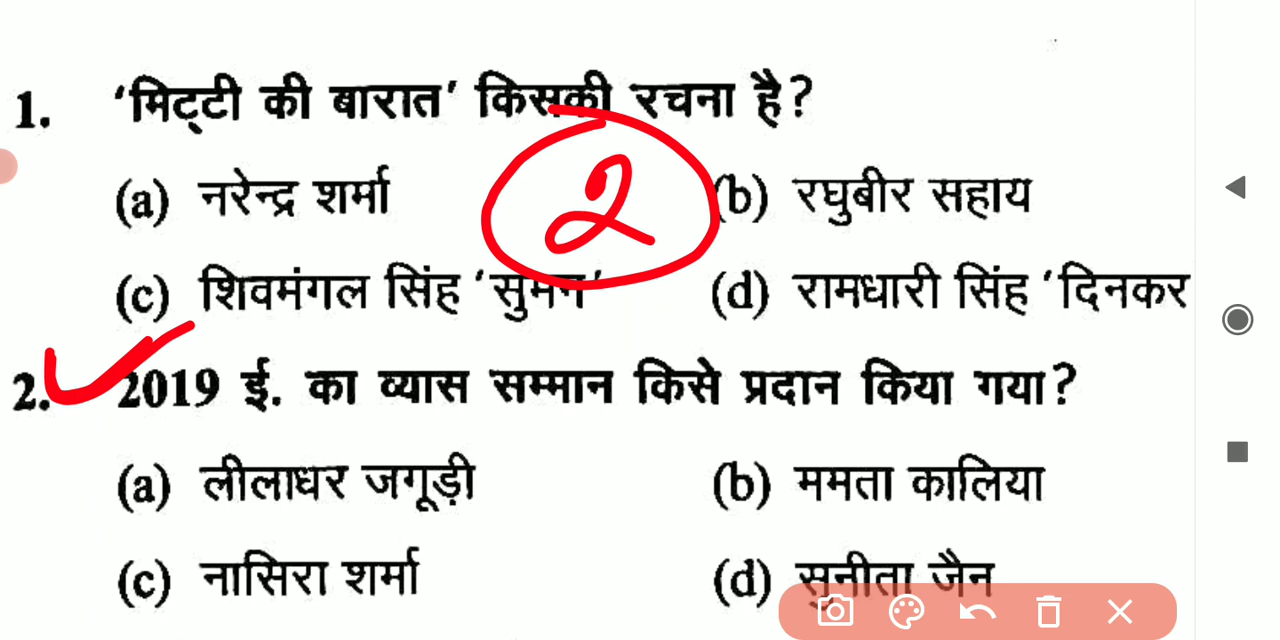 1. ‘मिट्टी की बारात’ किसकी रचना है?
(a) नरेन्द्र शर्मा (b) रघुबीर सहाय
2
(c) शिवमंगल सिंह ‘सुमन’ (d) रामधारी सिंह ‘दिनकर
2. 2019 ई. का व्यास सम्मान किसे प्रदान किया गया?
(a) लीलाधर जगूड़ी (b) ममता कालिया
(c) नासिरा शर्मा (d) सुनीता जैन